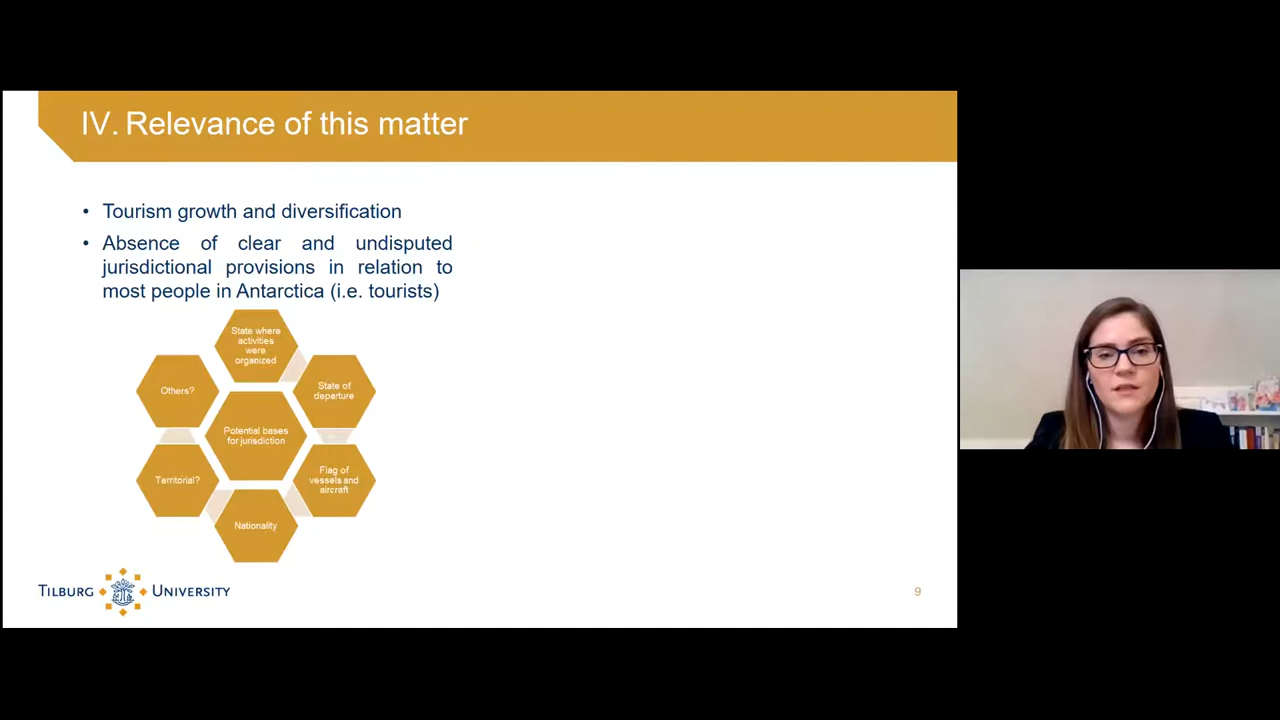 IV. Relevance of this matter
• Tourism growth and diversification
• Absence of clear and undisputed
jurisdictional provisions in relation to
most people in Antarctica (i.e. tourists)
State where
activities
were
organized
State of
departure
Flag of
vessels and
aircraft
Nationality
Territorial?
Others?
Potential bases
for jurisdiction
TILBURG UNIVERSITY
9